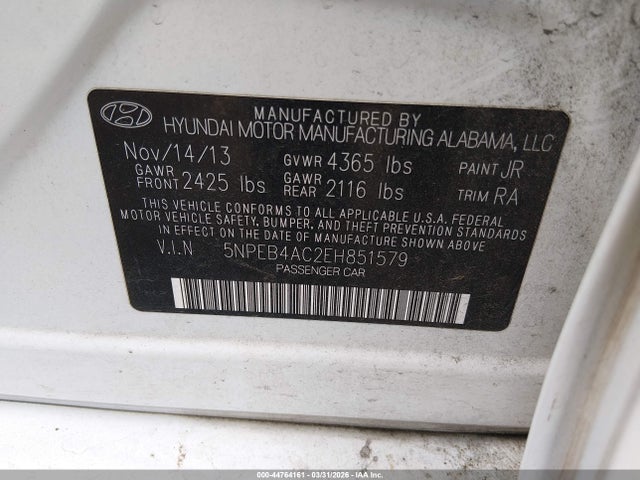 MANUFACTURED BY
HYUNDAI MOTOR MANUFACTURING ALABAMA, LLC
Nov/14/13 GVWR 4365 lbs PAINT JR
GAWR FRONT 2425 lbs GAWR REAR 2116 lbs TRIM RA
THIS VEHICLE CONFORMS TO ALL APPLICABLE U.S.A. FEDERAL
MOTOR VEHICLE SAFETY, BUMPER, AND THEFT PREVENTION STANDARDS
IN EFFECT ON THE DATE OF MANUFACTURE SHOWN ABOVE.
V.I.N 5NPEB4AC2EH851579
PASSENGER CAR
000-44764161 - 03/31/2026 - IAA Inc.